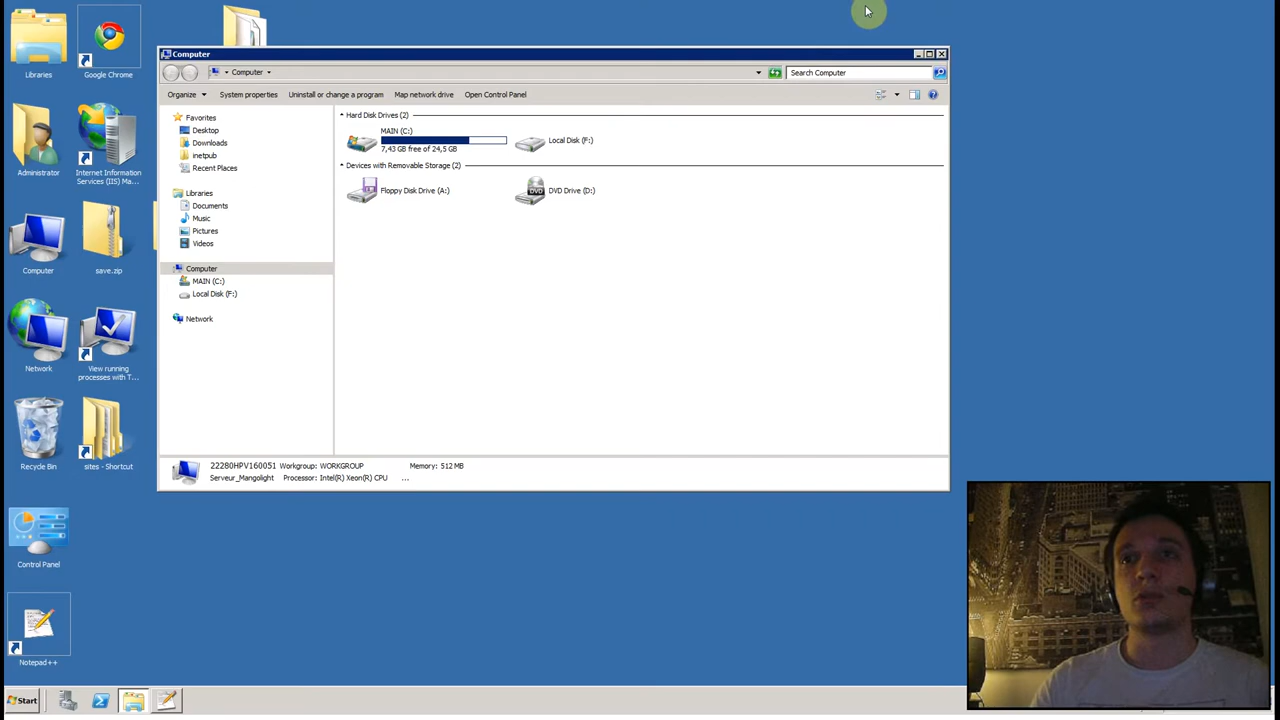 Libraries
Google Chrome
Administrator
Internet Information
Services (IIS) Ma...
Computer
save.zip
Network
View running
processes with T...
Recycle Bin
sites - Shortcut
Control Panel
Notepad++
Computer
Computer
Search Computer
Organize
System properties
Uninstall or change a program
Map network drive
Open Control Panel
Favorites
Desktop
Downloads
inetpub
Recent Places
Libraries
Documents
Music
Pictures
Videos
Computer
MAIN (C:)
Local Disk (F:)
Network
Hard Disk Drives (2)
MAIN (C:)
7,43 GB free of 24,5 GB
Local Disk (F:)
Devices with Removable Storage (2)
Floppy Disk Drive (A:)
DVD
DVD Drive (D:)
22280HPV160051 Workgroup: WORKGROUP Memory: 512 MB
Serveur_Mangolight Processor: Intel(R) Xeon(R) CPU ...
Start